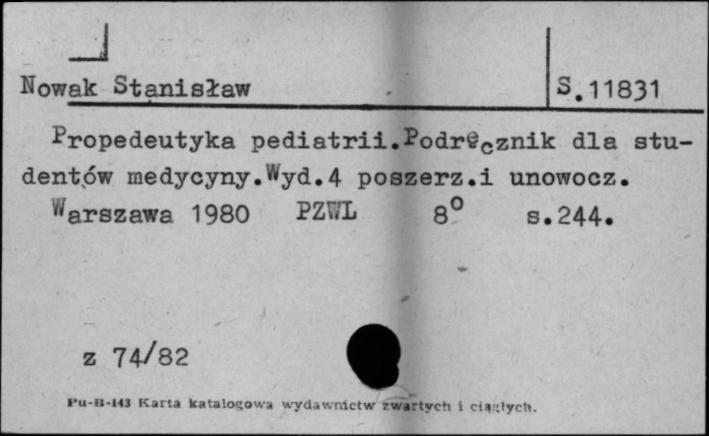 Nowak Stanisław S.11831
Propedeutyka pediatrii.Podręcznik dla stu-
dentów medycyny.Wyd.4 poszerz.i unowocz.
Warszawa 1980 PZWL 8° s.244.
z 74/82
Pu-B-143 Karta katalogowa wydawnictw zwartych i ciągłych.